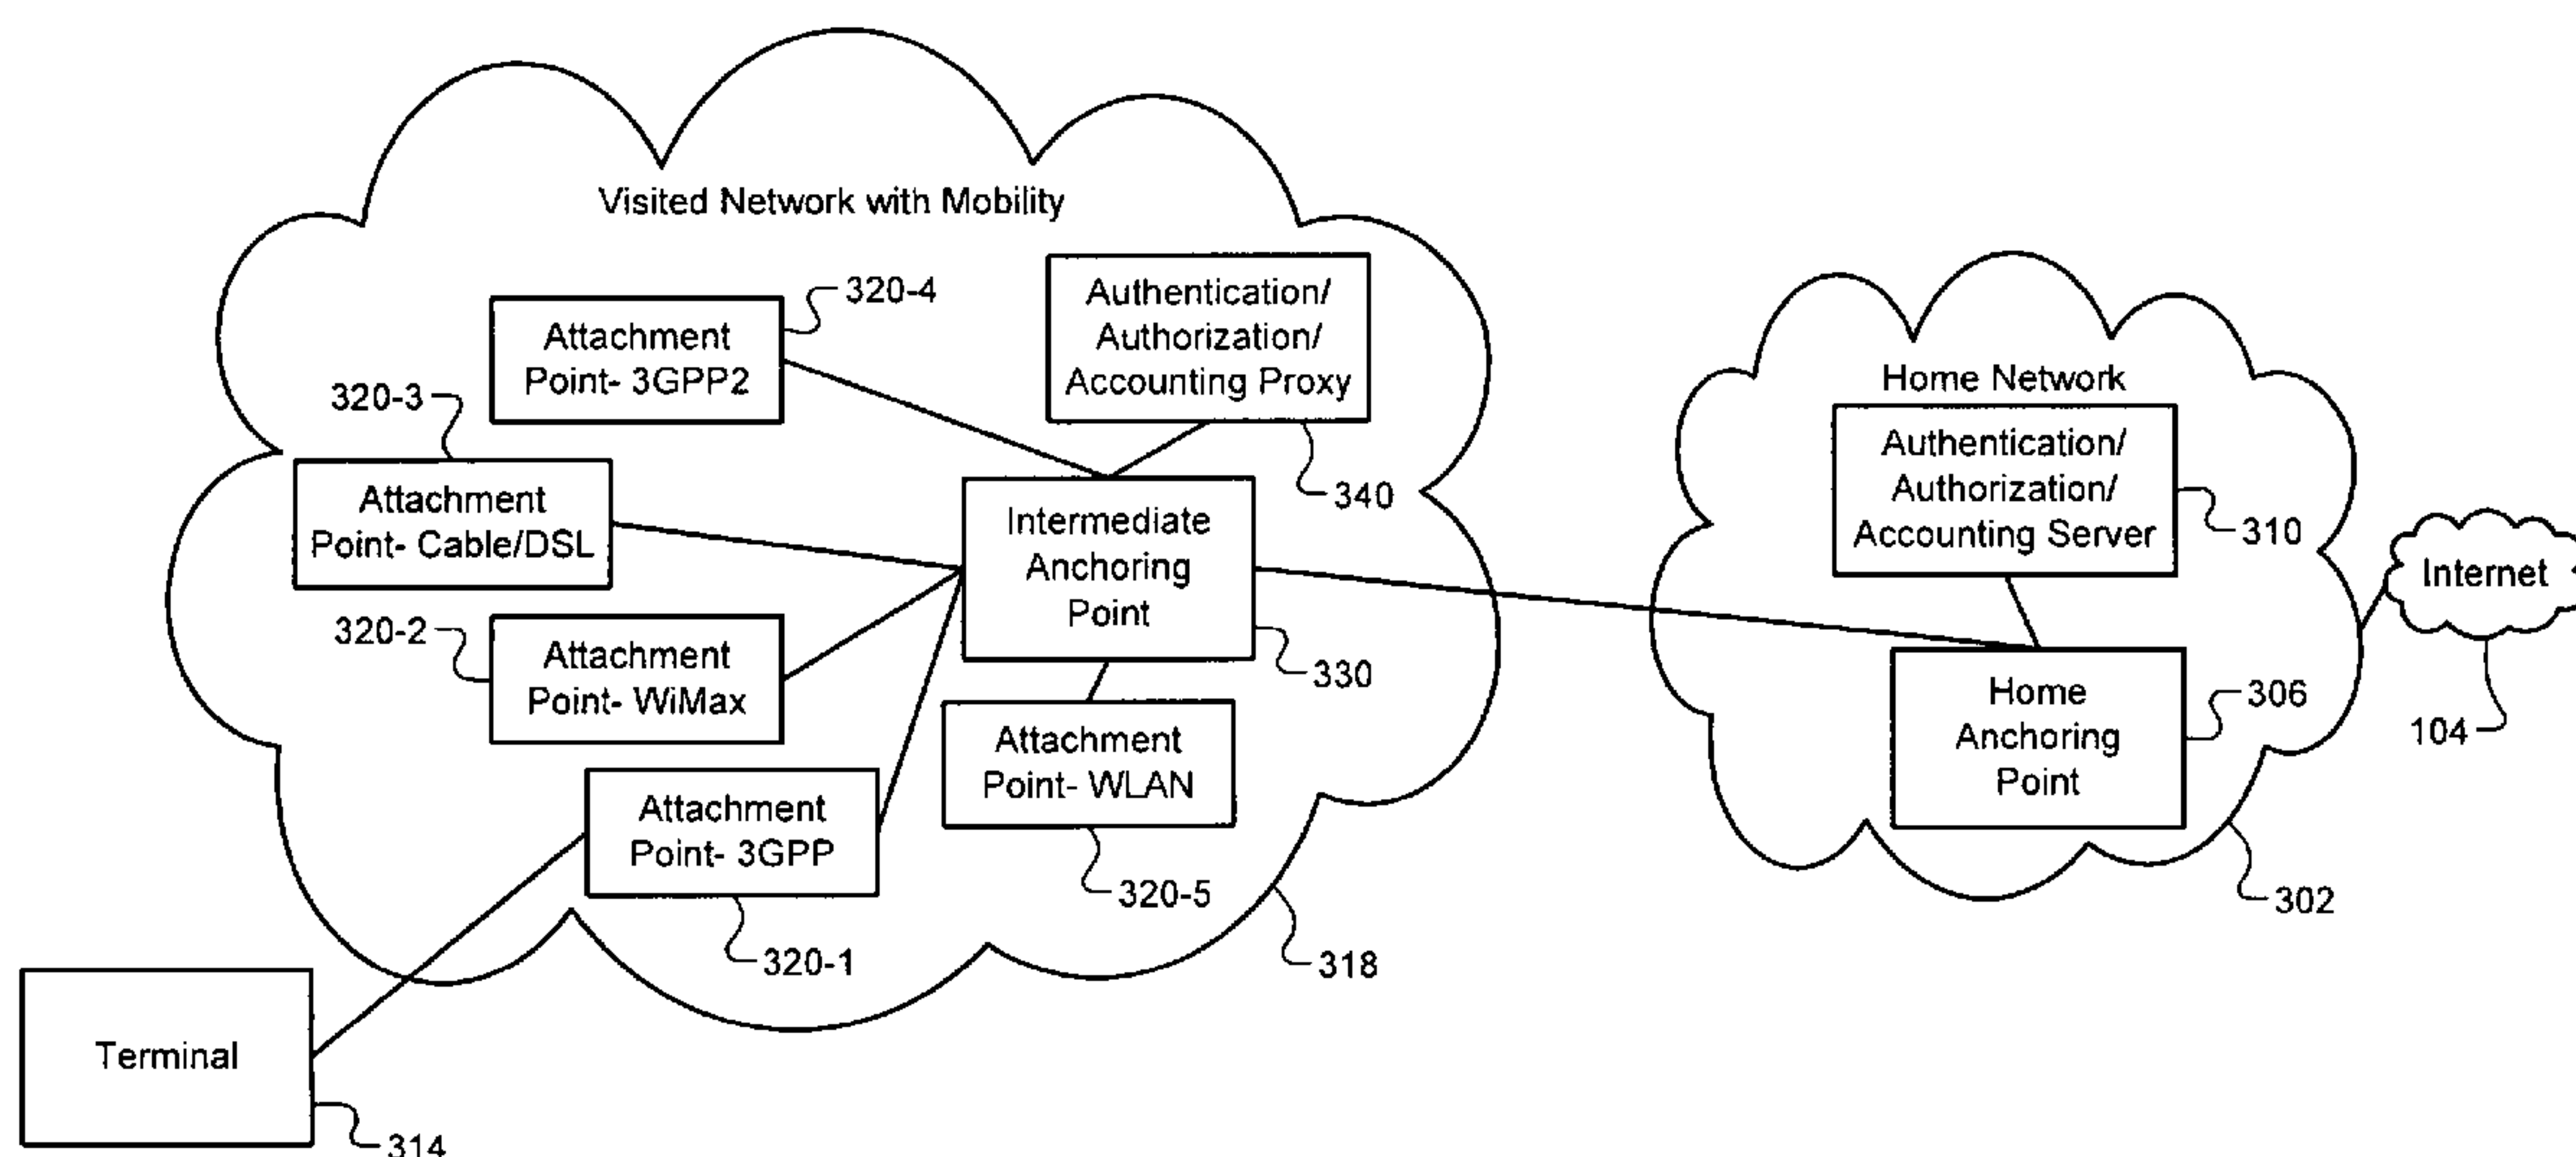 Visited Network with Mobility
320-4
Attachment
Point- 3GPP2
Authentication/
Authorization/
Accounting Proxy
340
320-3
Attachment
Point- Cable/DSL
Intermediate
Anchoring
Point
330
320-2
Attachment
Point- WiMax
Attachment
Point- WLAN
320-5
Attachment
Point- 3GPP
320-1
318
Terminal
314
Home Network
Authentication/
Authorization/
Accounting Server
310
Home
Anchoring
Point
306
302
Internet
104